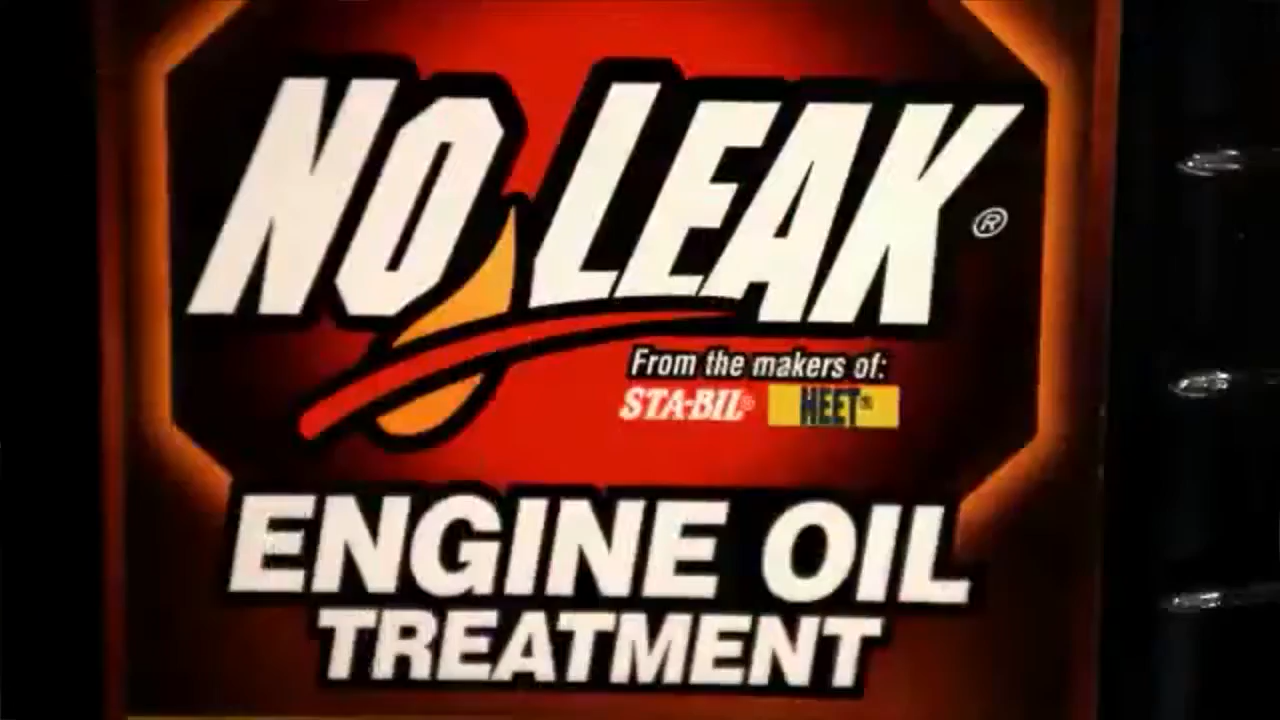 NO LEAK®
From the makers of:
STA-BIL® HEET®
ENGINE OIL
TREATMENT